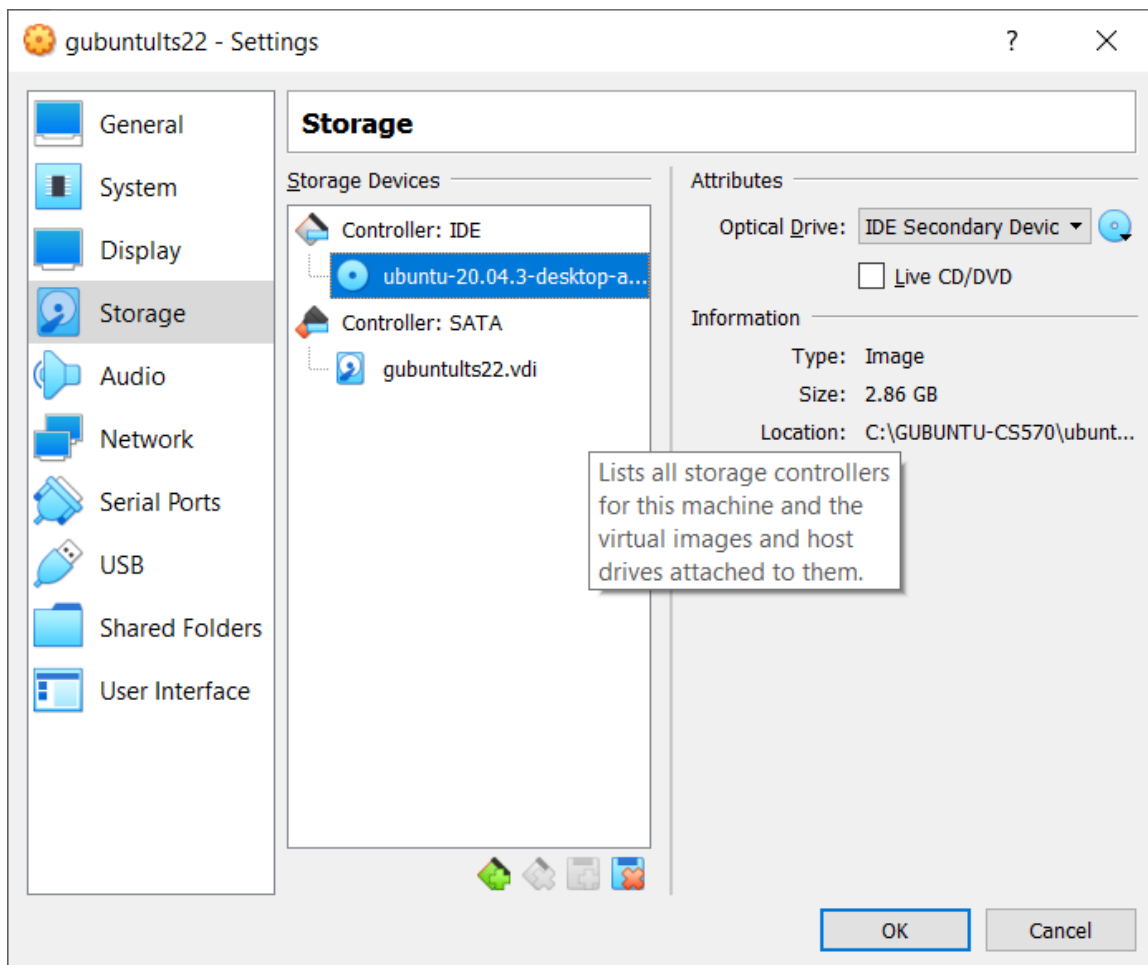 gubuntults22 - Settings
?
General
System
Display
Storage
Audio
Network
Serial Ports
USB
Shared Folders
User Interface
Storage
Storage Devices
Controller: IDE
ubuntu-20.04.3-desktop-a...
Controller: SATA
gubuntults22.vdi
Attributes
Optical Drive: IDE Secondary Devic
Live CD/DVD
Information
Type: Image
Size: 2.86 GB
Location: C:\GUBUNTU-CS570\ubunt...
Lists all storage controllers
for this machine and the
virtual images and host
drives attached to them.
OK
Cancel